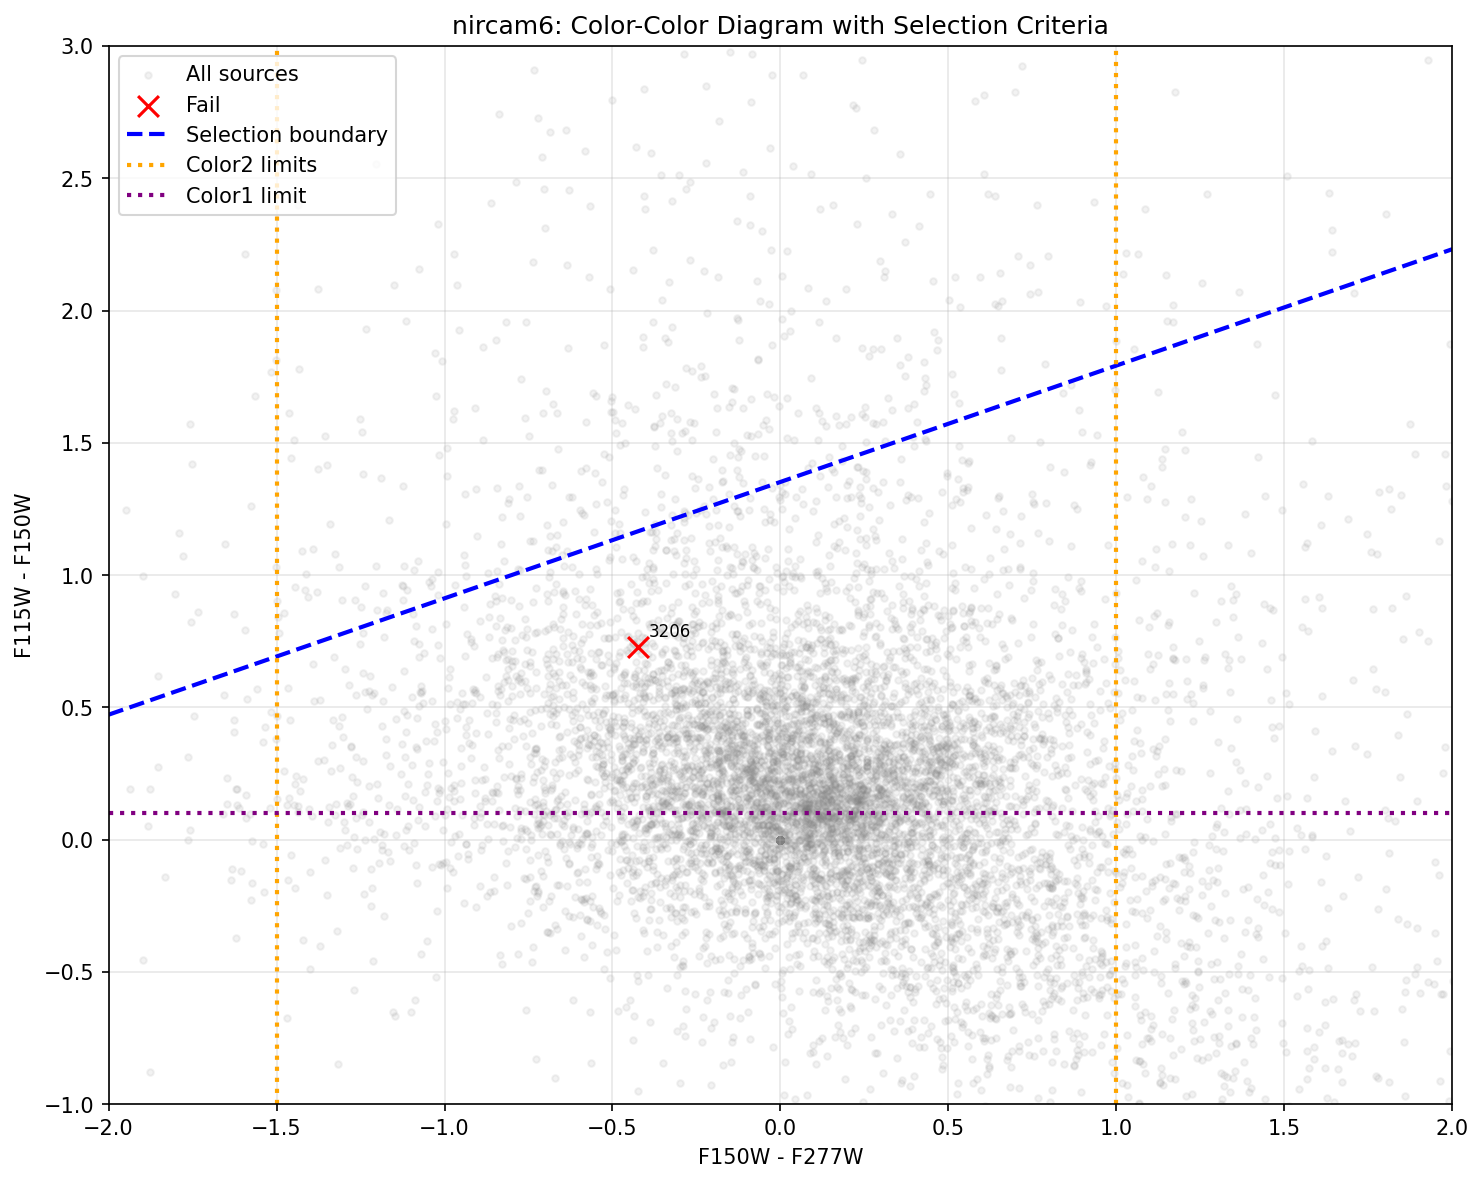 nircam6: Color-Color Diagram with Selection Criteria
All sources
Fail
Selection boundary
Color2 limits
Color1 limit
3206
F115W - F150W
3.0
2.5
2.0
1.5
1.0
0.5
0.0
−0.5
−1.0
−2.0 −1.5 −1.0 −0.5 0.0 0.5 1.0 1.5 2.0
F150W - F277W